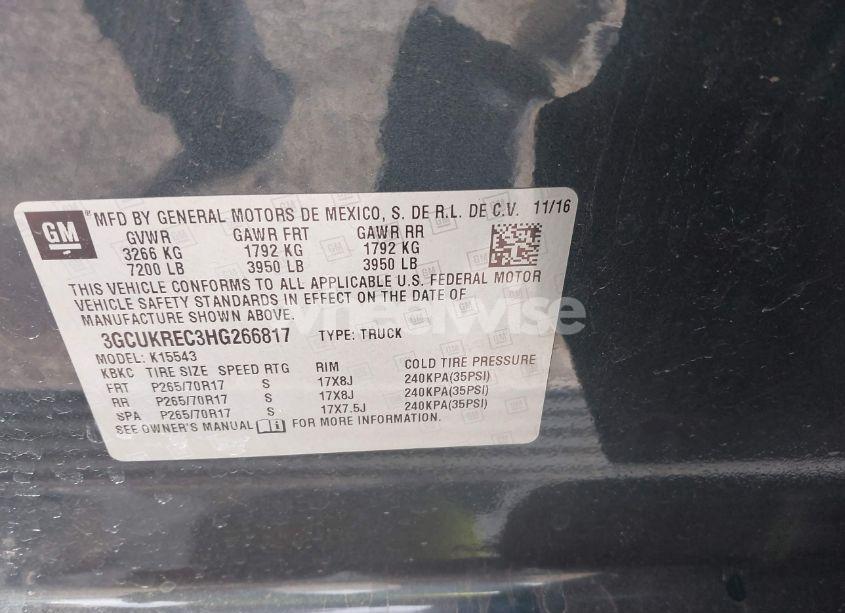 GM ® MFD BY GENERAL MOTORS DE MEXICO, S. DE R.L. DE C.V. 11/16
GVWR GAWR FRT GAWR RR
3266 KG 1792 KG 1792 KG
7200 LB 3950 LB 3950 LB
THIS VEHICLE CONFORMS TO ALL APPLICABLE U.S. FEDERAL MOTOR
VEHICLE SAFETY STANDARDS IN EFFECT ON THE DATE OF
MANUFACTURE SHOWN ABOVE.
wheelwise
3GCUKREC3HG266817 TYPE: TRUCK
MODEL: K15543
KBKC TIRE SIZE SPEED RTG RIM COLD TIRE PRESSURE
FRT P265/70R17 S 17X8J 240KPA(35PSI)
RR P265/70R17 S 17X8J 240KPA(35PSI)
SPA P265/70R17 S 17X7.5J 240KPA(35PSI)
SEE OWNER'S MANUAL FOR MORE INFORMATION.